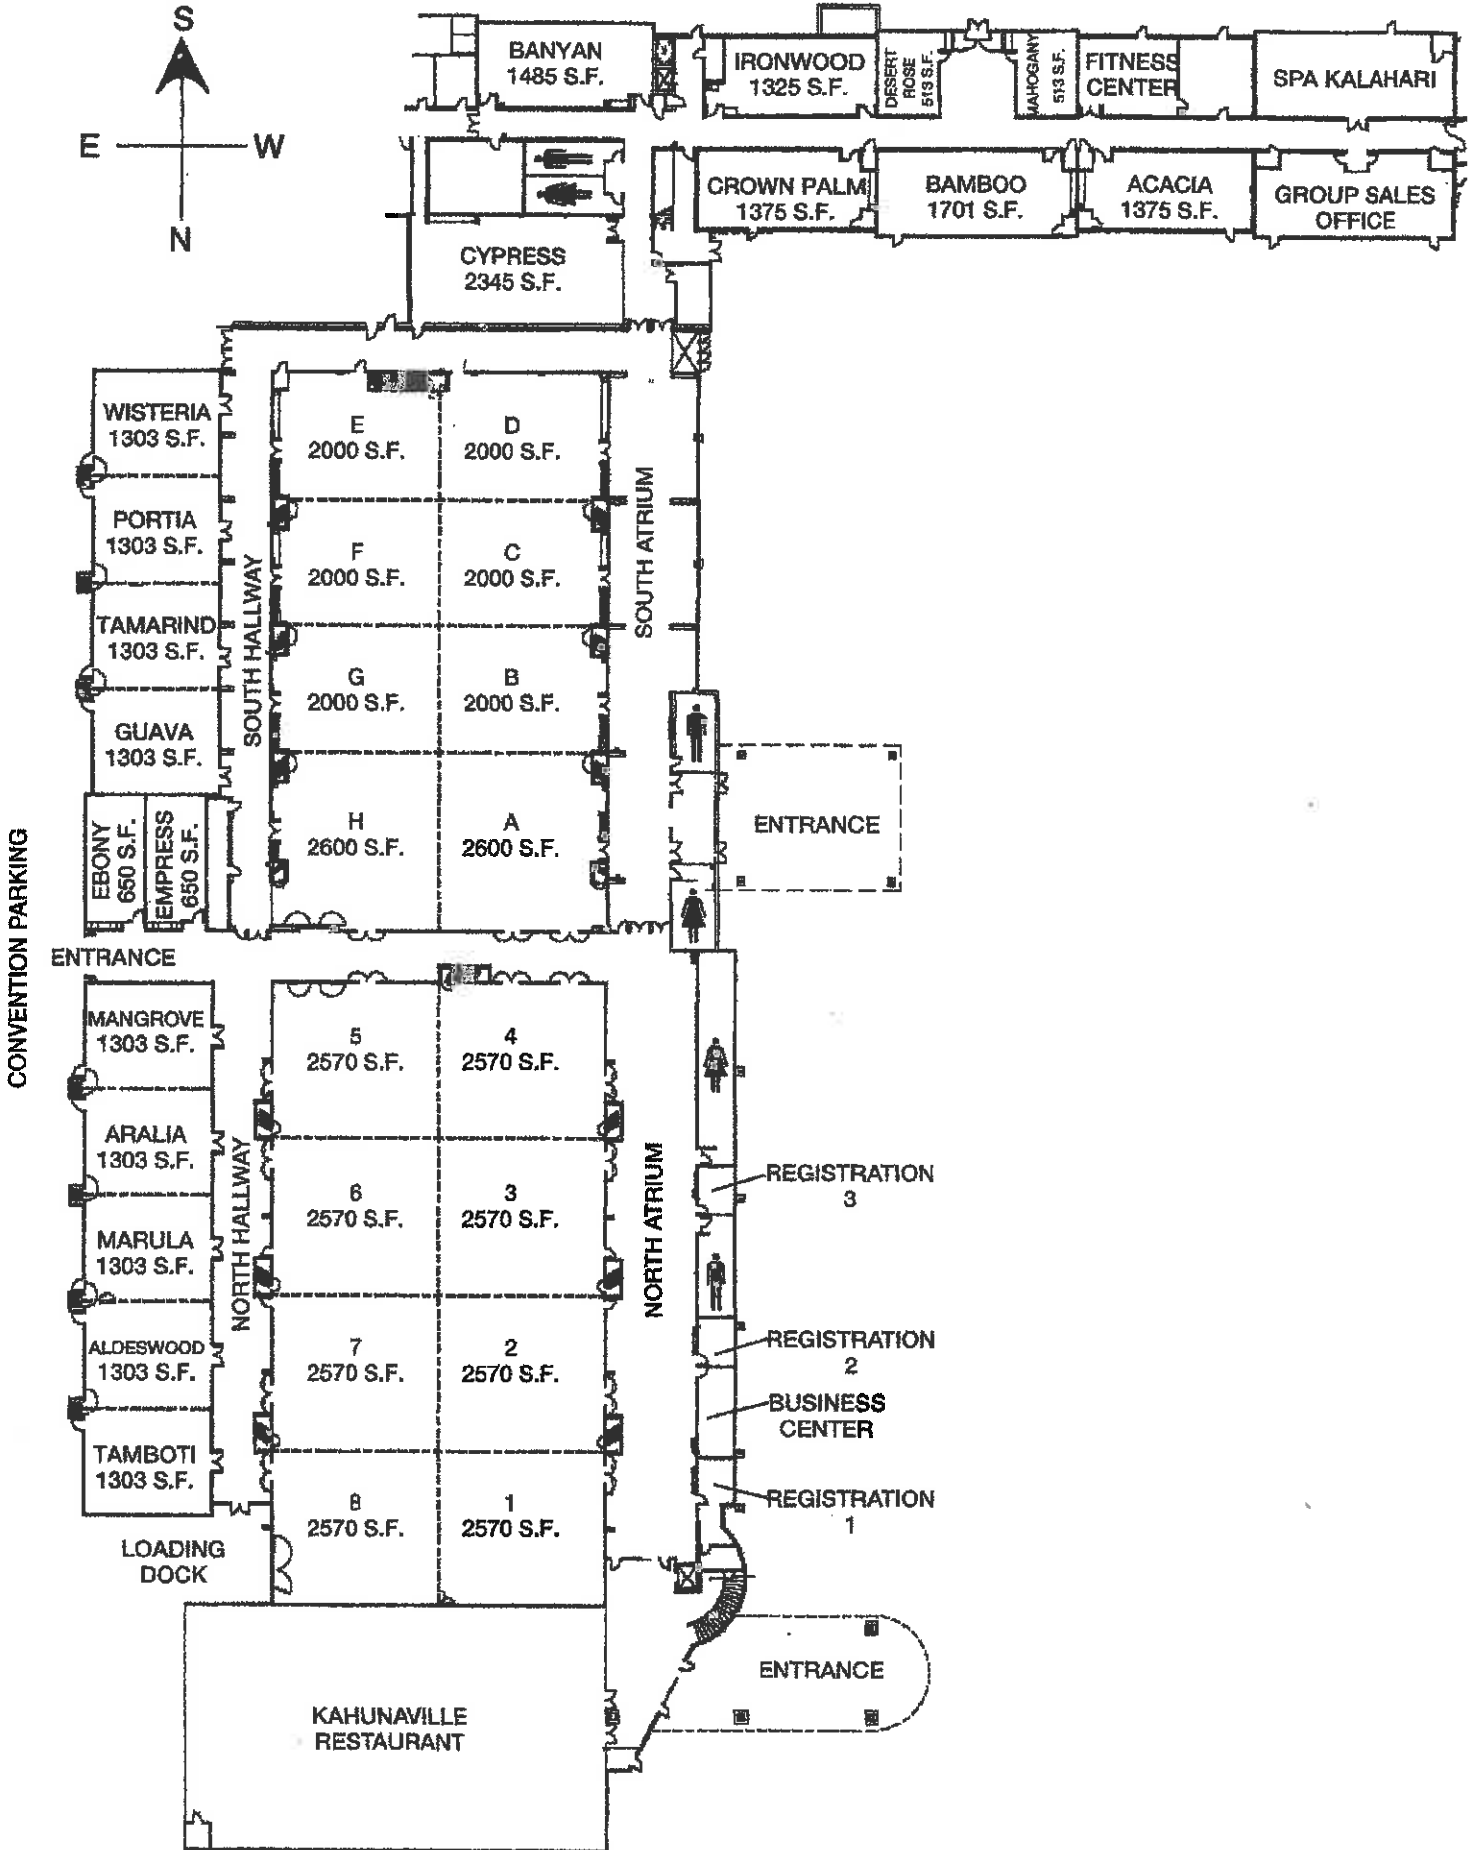 S
E
W
N
BANYAN
1485 S.F.
IRONWOOD
1325 S.F.
DESERT
ROSE
513 S.F.
MAHOGANY
513 S.F.
FITNESS
CENTER
SPA KALAHARI
CROWN PALM
1375 S.F.
BAMBOO
1701 S.F.
ACACIA
1375 S.F.
GROUP SALES
OFFICE
CYPRESS
2345 S.F.
WISTERIA
1303 S.F.
PORTIA
1303 S.F.
TAMARIND
1303 S.F.
GUAVA
1303 S.F.
EBONY
650 S.F.
EMPRESS
650 S.F.
SOUTH HALLWAY
E
2000 S.F.
D
2000 S.F.
F
2000 S.F.
C
2000 S.F.
G
2000 S.F.
B
2000 S.F.
H
2600 S.F.
A
2600 S.F.
SOUTH ATRIUM
ENTRANCE
CONVENTION PARKING
ENTRANCE
MANGROVE
1303 S.F.
ARALIA
1303 S.F.
MARULA
1303 S.F.
ALDESWOOD
1303 S.F.
TAMBOTI
1303 S.F.
NORTH HALLWAY
5
2570 S.F.
4
2570 S.F.
6
2570 S.F.
3
2570 S.F.
7
2570 S.F.
2
2570 S.F.
8
2570 S.F.
1
2570 S.F.
NORTH ATRIUM
REGISTRATION
3
REGISTRATION
2
BUSINESS
CENTER
REGISTRATION
1
LOADING
DOCK
ENTRANCE
KAHUNAVILLE
RESTAURANT